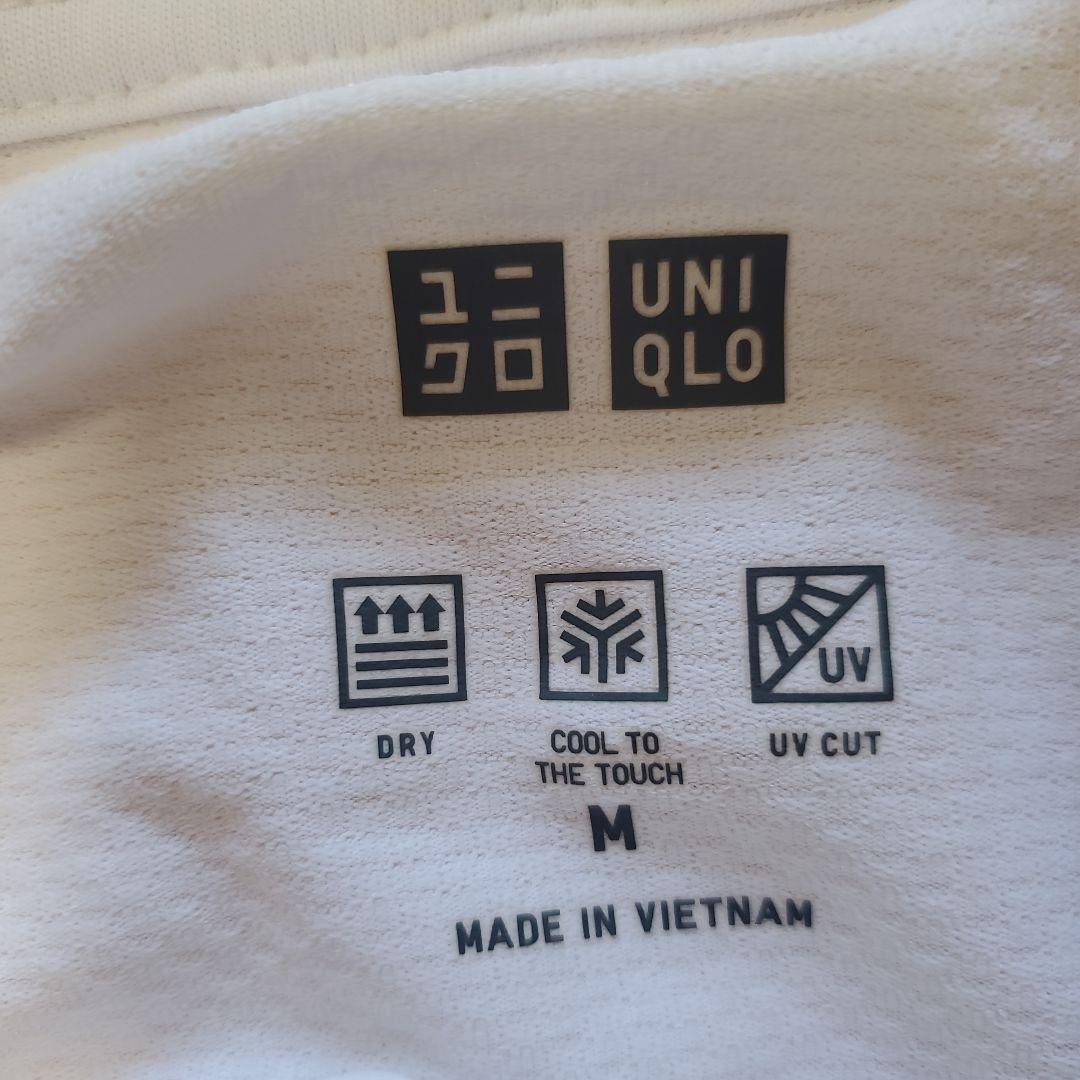 ユニ
クロ
UNI
QLO
UV
DRY
COOL TO
THE TOUCH
UV CUT
M
MADE IN VIETNAM